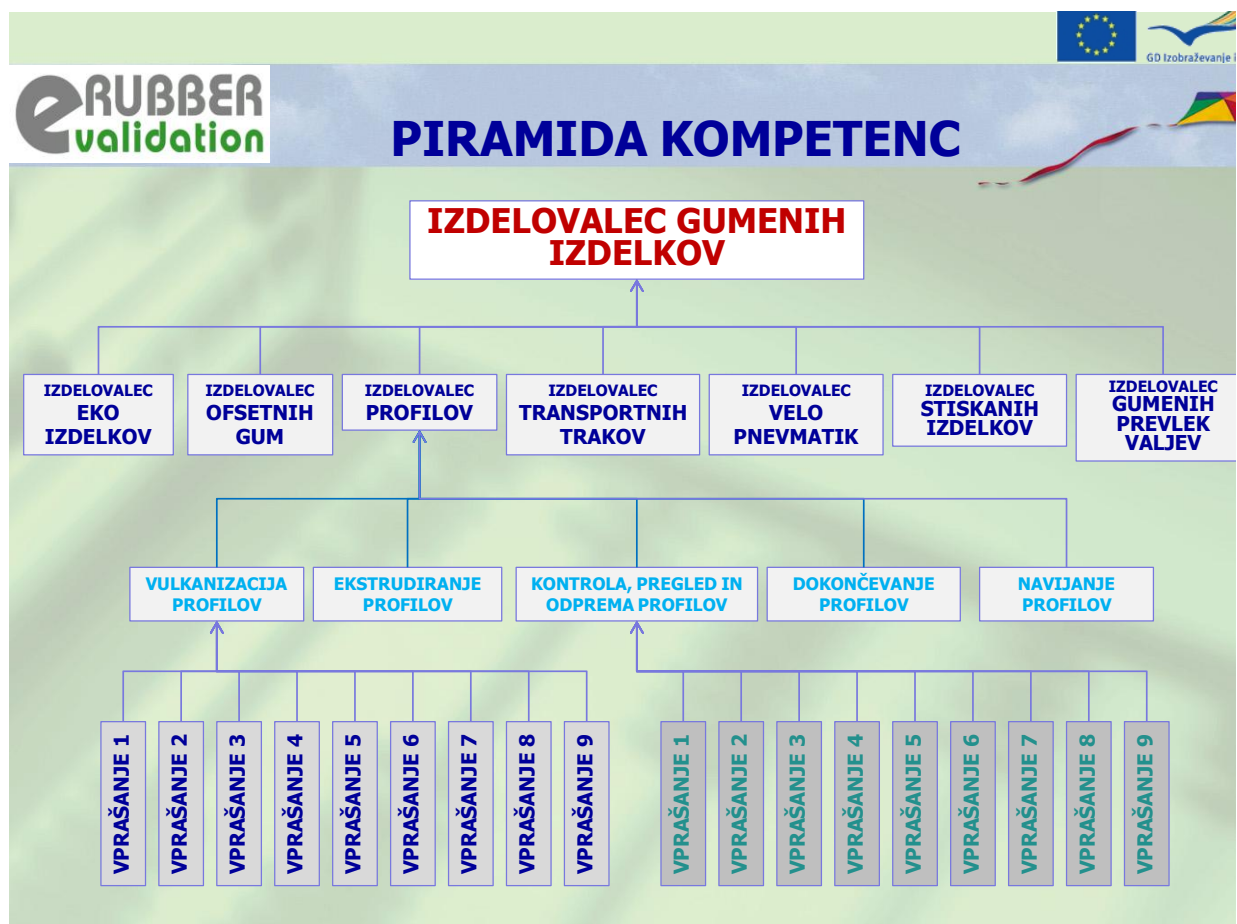 GD Izobraževanje i
eRUBBER
validation
PIRAMIDA KOMPETENC
IZDELOVALEC GUMENIH
IZDELKOV
IZDELOVALEC
EKO
IZDELKOV
IZDELOVALEC
OFSETNIH
GUM
IZDELOVALEC
PROFILOV
IZDELOVALEC
TRANSPORTNIH
TRAKOV
IZDELOVALEC
VELO
PNEVMATIK
IZDELOVALEC
STISKANIH
IZDELKOV
IZDELOVALEC
GUMENIH
PREVLEK
VALJEV
VULKANIZACIJA
PROFILOV
EKSTRUDIRANJE
PROFILOV
KONTROLA, PREGLED IN
ODPREMA PROFILOV
DOKONČEVANJE
PROFILOV
NAVIJANJE
PROFILOV
VPRAŠANJE 1
VPRAŠANJE 2
VPRAŠANJE 3
VPRAŠANJE 4
VPRAŠANJE 5
VPRAŠANJE 6
VPRAŠANJE 7
VPRAŠANJE 8
VPRAŠANJE 9
VPRAŠANJE 1
VPRAŠANJE 2
VPRAŠANJE 3
VPRAŠANJE 4
VPRAŠANJE 5
VPRAŠANJE 6
VPRAŠANJE 7
VPRAŠANJE 8
VPRAŠANJE 9